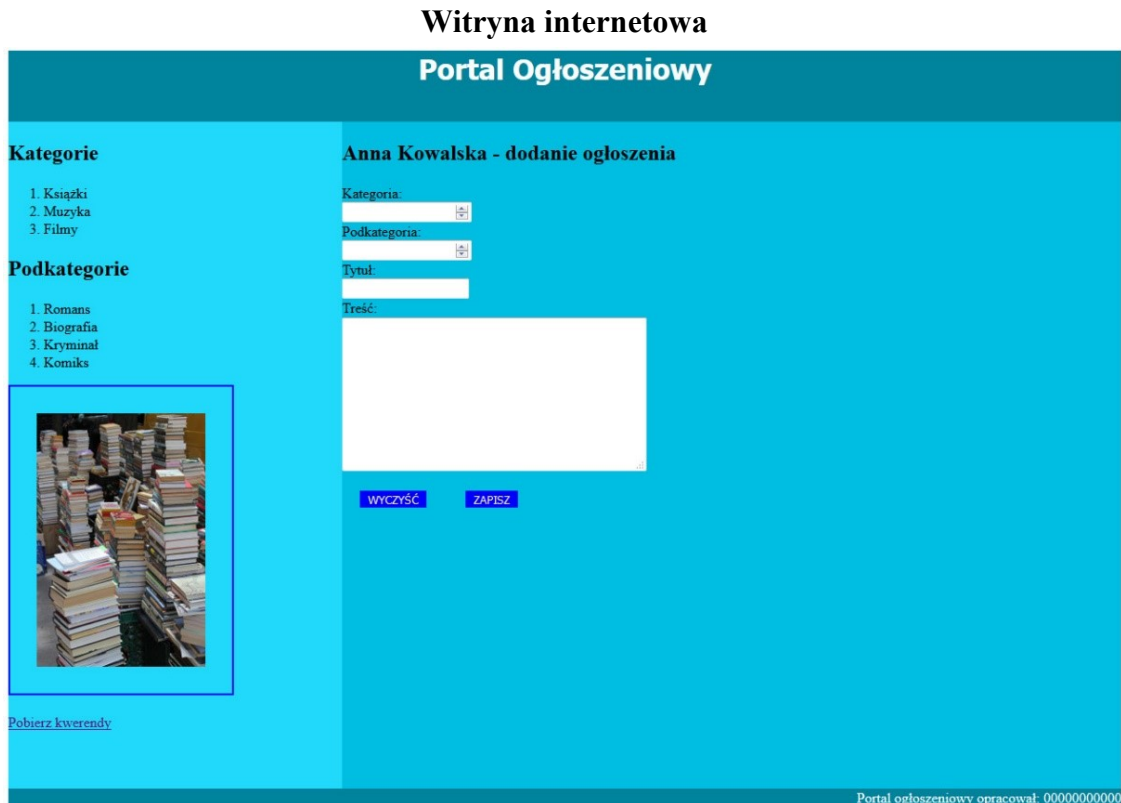 Witryna internetowa
Portal Ogłoszeniowy
Kategorie
1. Książki
2. Muzyka
3. Filmy
Podkategorie
1. Romans
2. Biografia
3. Kryminał
4. Komiks
Pobierz kwerendy
Anna Kowalska - dodanie ogłoszenia
Kategoria:
Podkategoria:
Tytuł:
Treść:
WYCZYŚĆ ZAPISZ
Portal ogłoszeniowy opracował: 00000000000